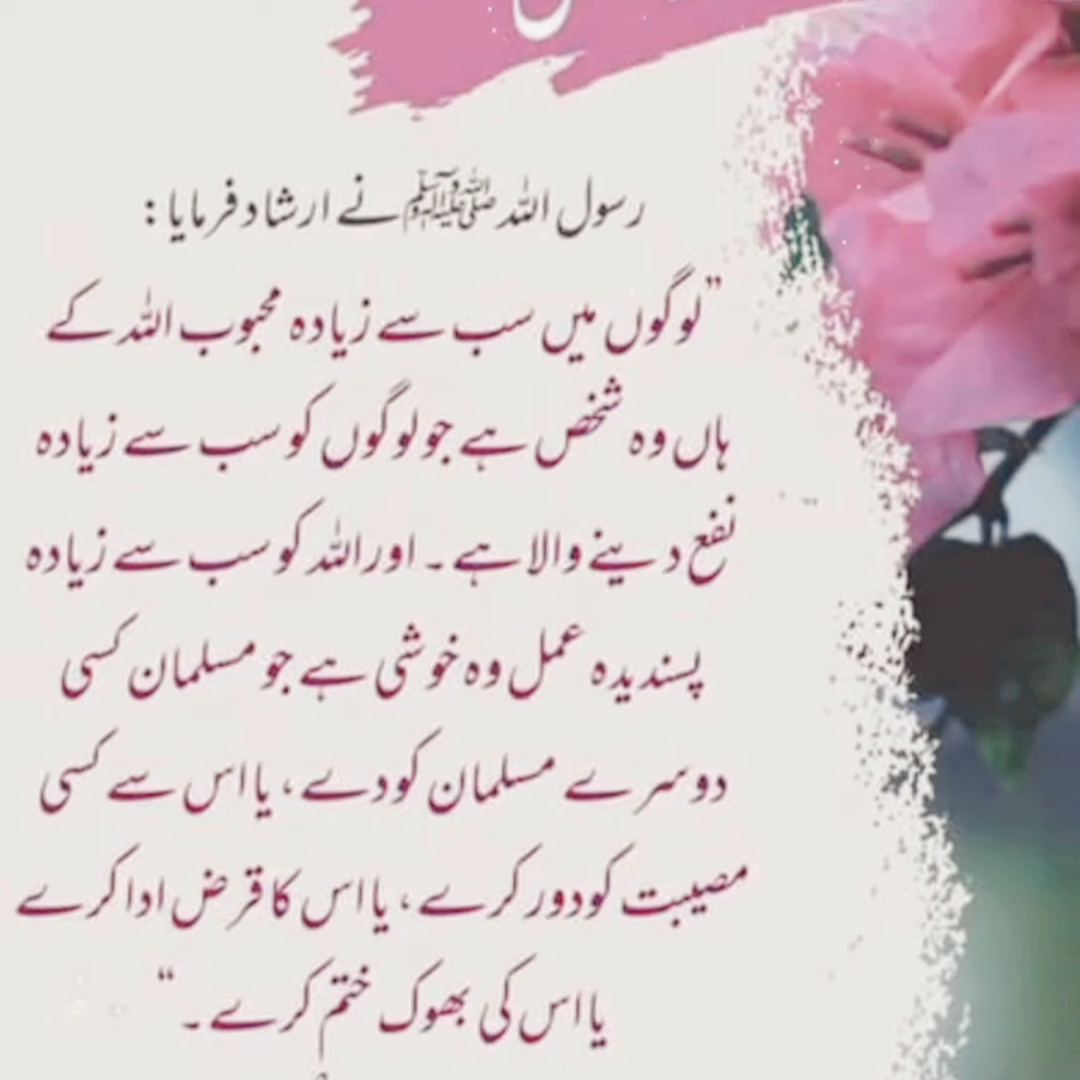 رسول اللہ ﷺ نے ارشاد فرمایا :
”لوگوں میں سب سے زیادہ محبوب اللہ کے
ہاں وہ شخص ہے جو لوگوں کو سب سے زیادہ
نفع دینے والا ہے ۔ اور اللہ کو سب سے زیادہ
پسندیدہ عمل وہ خوشی ہے جو مسلمان کسی
دوسرے مسلمان کو دے ، یا اس سے کسی
مصیبت کو دور کرے ، یا اس کا قرض ادا کرے
یا اس کی بھوک ختم کرے ۔“